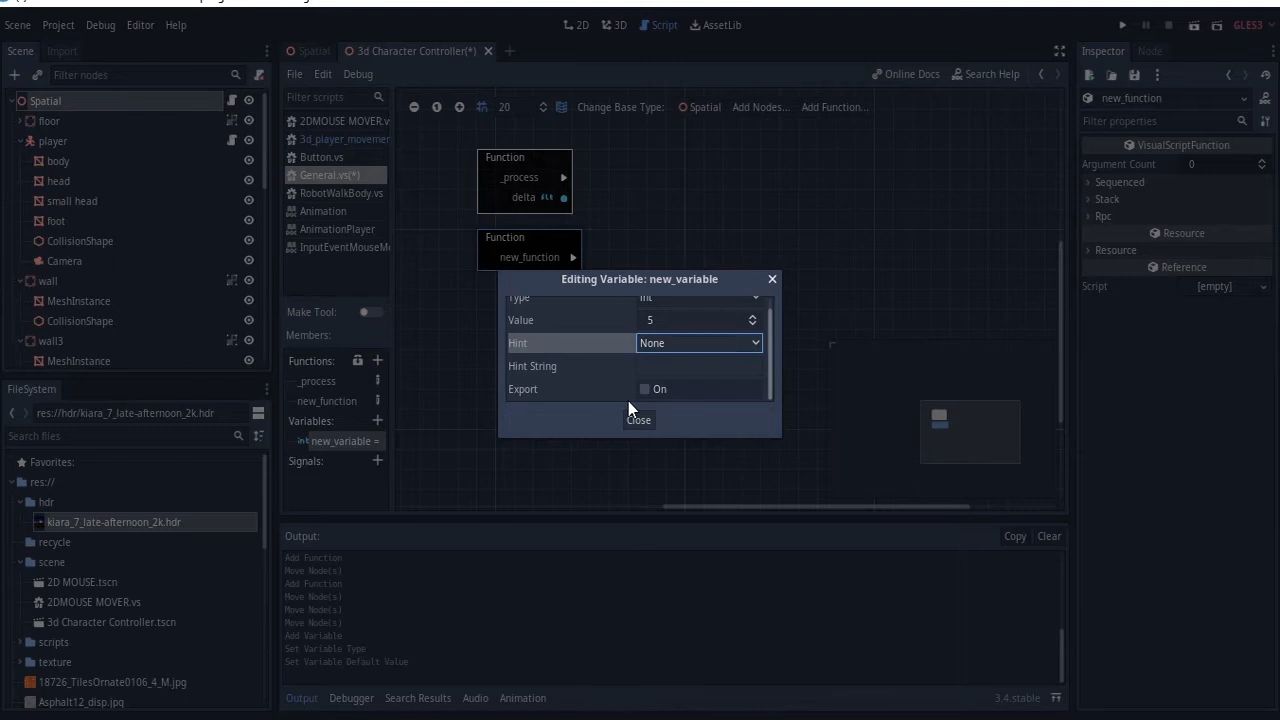 Scene Project Debug Editor Help
2D 3D Script AssetLib
GLES3
Scene Import
Filter nodes
Spatial
floor
player
body
head
small head
foot
CollisionShape
Camera
wall
MeshInstance
CollisionShape
wall3
MeshInstance
FileSystem
res://hdr/kiara_7_late-afternoon_2k.hdr
Search files
Favorites:
res://
hdr
kiara_7_late-afternoon_2k.hdr
recycle
scene
2D MOUSE.tscn
2DMOUSE MOVER.vs
3d Character Controller.tscn
scripts
texture
18726_TilesOrnate0106_4_M.jpg
Asphalt12_disp.jpg
Spatial 3d Character Controller(*)
File Edit Debug
Online Docs Search Help
Filter scripts
2DMOUSE MOVER.v
3d_player_movemer
Button.vs
General.vs(*)
RobotWalkBody.vs
Animation
AnimationPlayer
InputEventMouseM
Make Tool:
Members:
Functions:
_process
new_function
Variables:
int new_variable =
Signals:
20 Change Base Type: Spatial Add Nodes... Add Function...
Function
_process
delta flt
Function
new_function
Editing Variable: new_variable
Type Int
Value 5
Hint None
Hint String
Export On
Close
Output: Copy Clear
Add Function
Move Node(s)
Add Function
Move Node(s)
Move Node(s)
Move Node(s)
Add Variable
Set Variable Type
Set Variable Default Value
Output Debugger Search Results Audio Animation 3.4.stable
Inspector Node
new_function
Filter properties
VisualScriptFunction
Argument Count 0
Sequenced
Stack
Rpc
Resource
Resource
Reference
Script [empty]